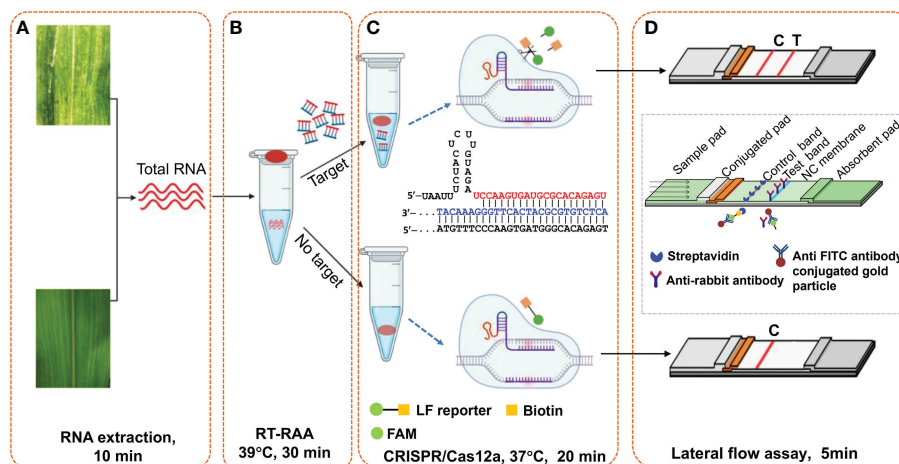 A
B
C
D
Total RNA
RNA extraction,
10 min
Target
No target
RT-RAA
39°C, 30 min
C U
U U
A G
C U
U A
C G
U A
5'-UAAUU UCCAAGUGAUGCGCACAGAGU
3'-.... TACAAAGGGTTCACTACGCGTGTCTCA
5'-.... ATGTTTCCCAAGTGATGGGCACAGAGT
LF reporter
Biotin
FAM
CRISPR/Cas12a, 37°C, 20 min
C T
Sample pad
Conjugated pad
Control band
Test band
NC membrane
Absorbent pad
Streptavidin
Anti-rabbit antibody
Anti FITC antibody
conjugated gold
particle
C
Lateral flow assay, 5min